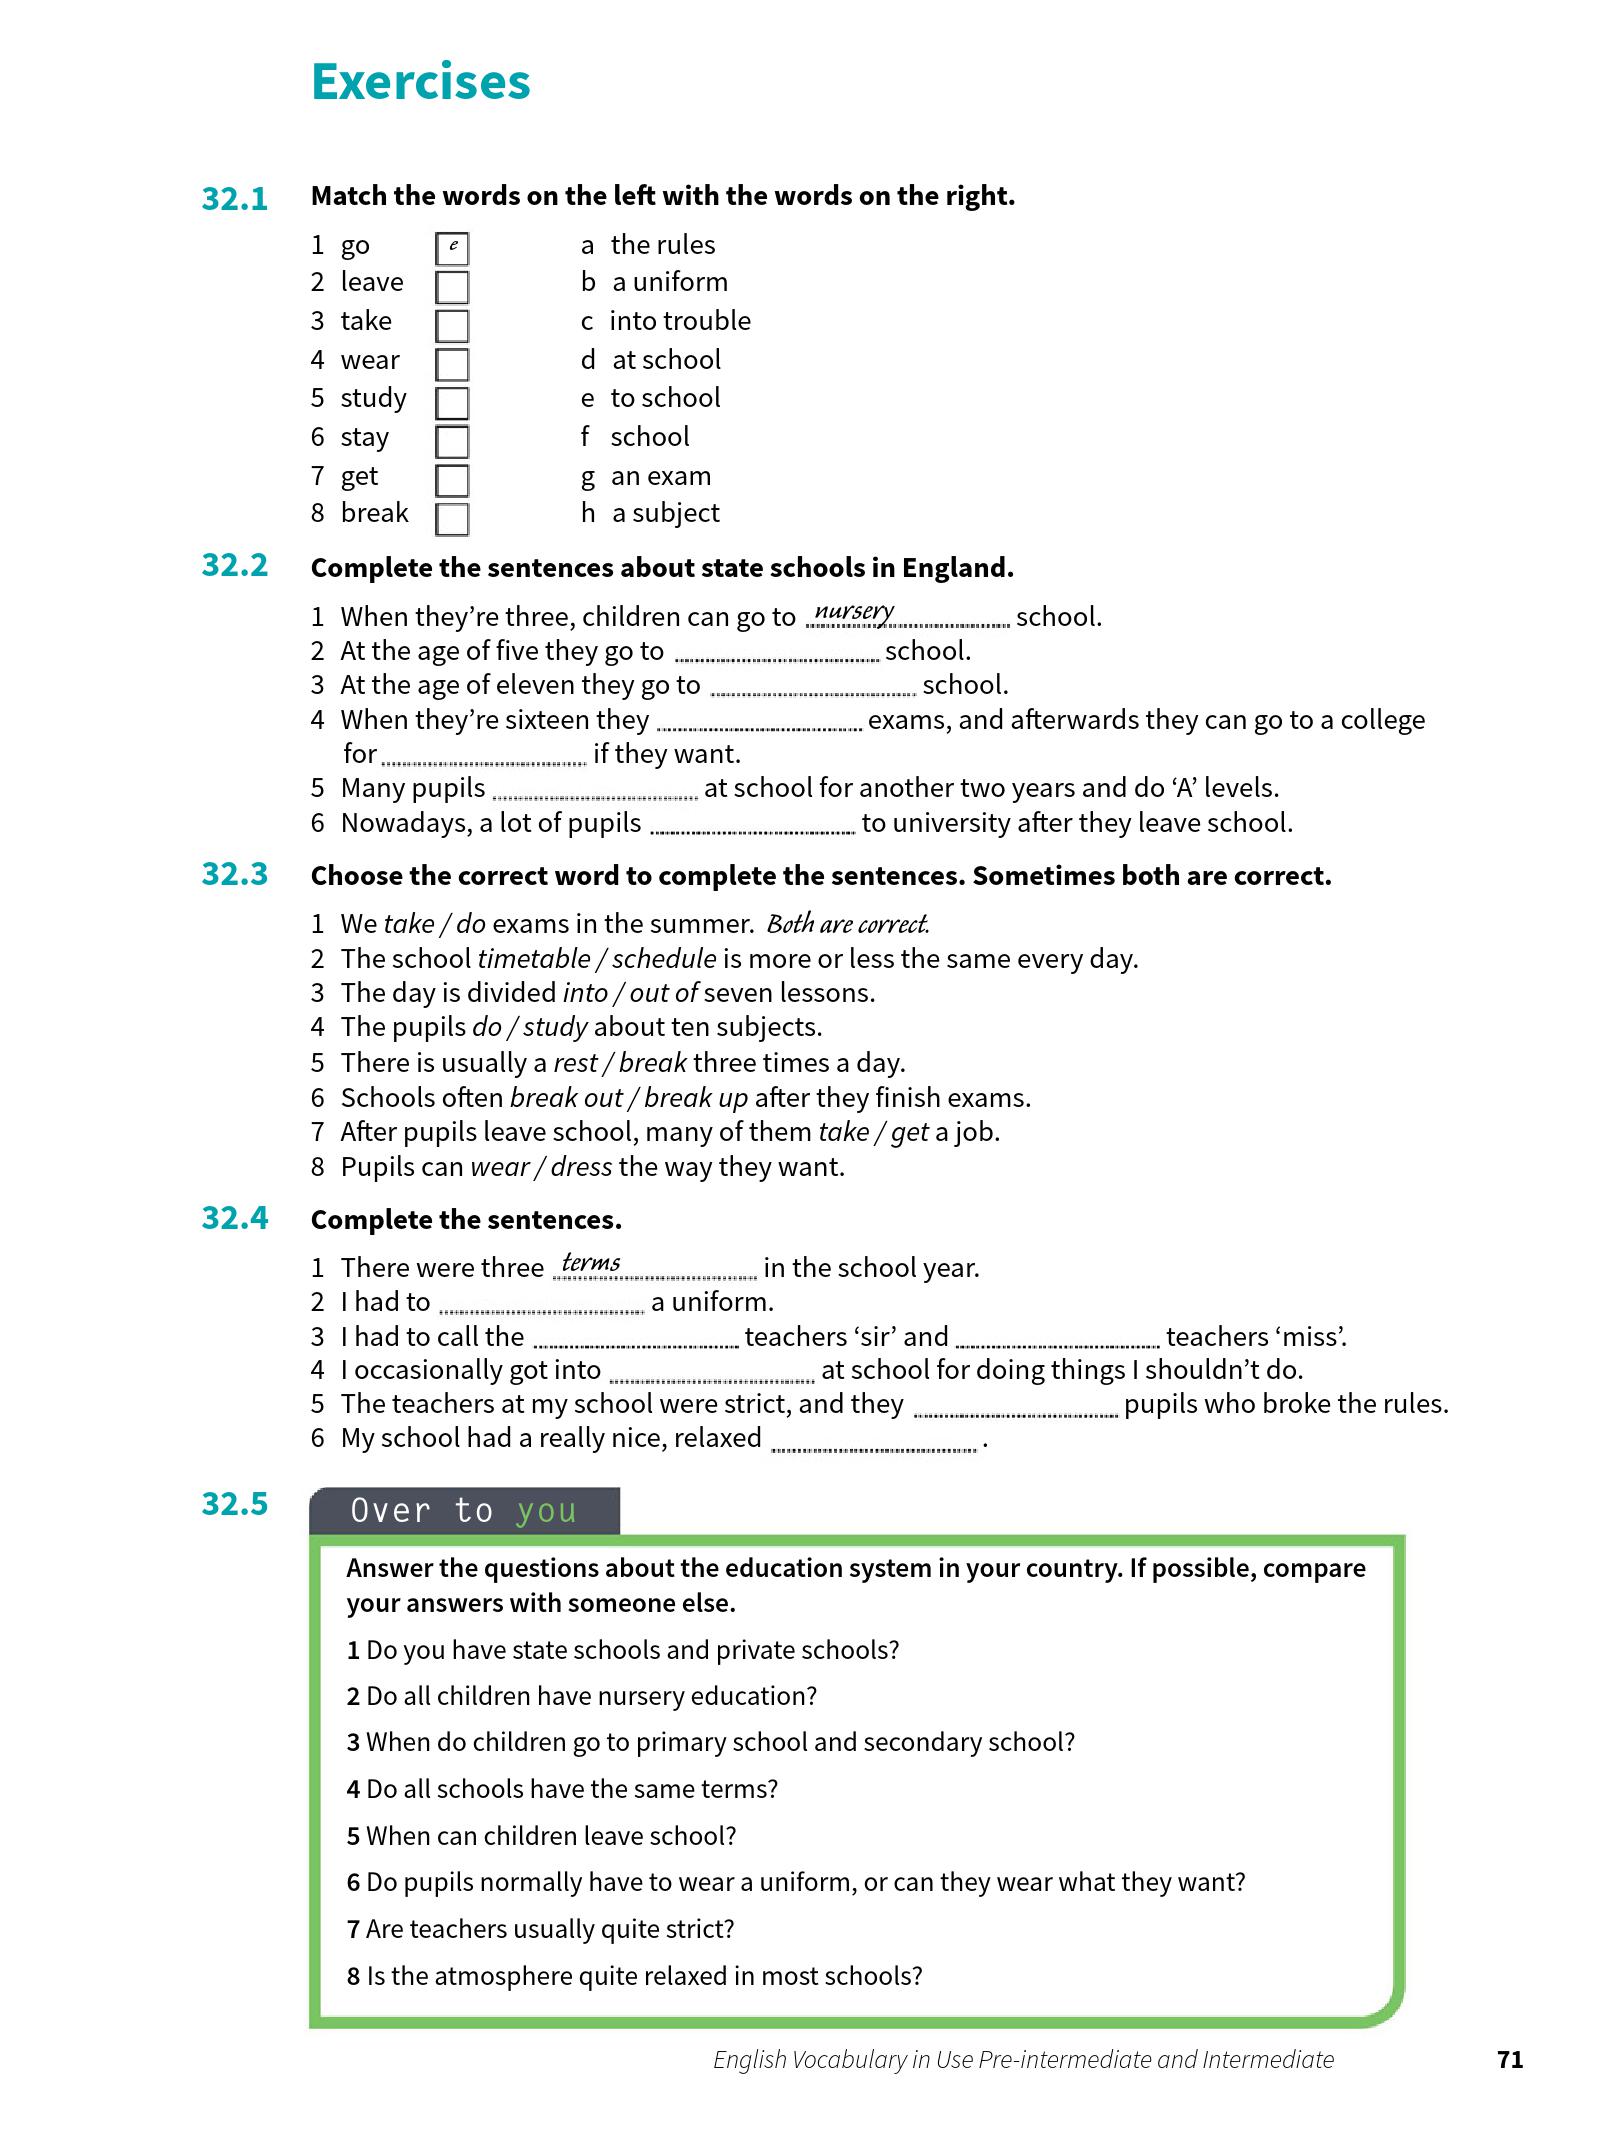 Exercises
32.1 Match the words on the left with the words on the right.
1 go e a the rules
2 leave b a uniform
3 take c into trouble
4 wear d at school
5 study e to school
6 stay f school
7 get g an exam
8 break h a subject
32.2 Complete the sentences about state schools in England.
1 When they’re three, children can go to nursery school.
2 At the age of five they go to school.
3 At the age of eleven they go to school.
4 When they’re sixteen they exams, and afterwards they can go to a college
for if they want.
5 Many pupils at school for another two years and do ‘A’ levels.
6 Nowadays, a lot of pupils to university after they leave school.
32.3 Choose the correct word to complete the sentences. Sometimes both are correct.
1 We take / do exams in the summer. Both are correct.
2 The school timetable / schedule is more or less the same every day.
3 The day is divided into / out of seven lessons.
4 The pupils do / study about ten subjects.
5 There is usually a rest / break three times a day.
6 Schools often break out / break up after they finish exams.
7 After pupils leave school, many of them take / get a job.
8 Pupils can wear / dress the way they want.
32.4 Complete the sentences.
1 There were three terms in the school year.
2 I had to a uniform.
3 I had to call the teachers ‘sir’ and teachers ‘miss’.
4 I occasionally got into at school for doing things I shouldn’t do.
5 The teachers at my school were strict, and they pupils who broke the rules.
6 My school had a really nice, relaxed .
32.5 Over to you
Answer the questions about the education system in your country. If possible, compare
your answers with someone else.
1 Do you have state schools and private schools?
2 Do all children have nursery education?
3 When do children go to primary school and secondary school?
4 Do all schools have the same terms?
5 When can children leave school?
6 Do pupils normally have to wear a uniform, or can they wear what they want?
7 Are teachers usually quite strict?
8 Is the atmosphere quite relaxed in most schools?
English Vocabulary in Use Pre-intermediate and Intermediate 71